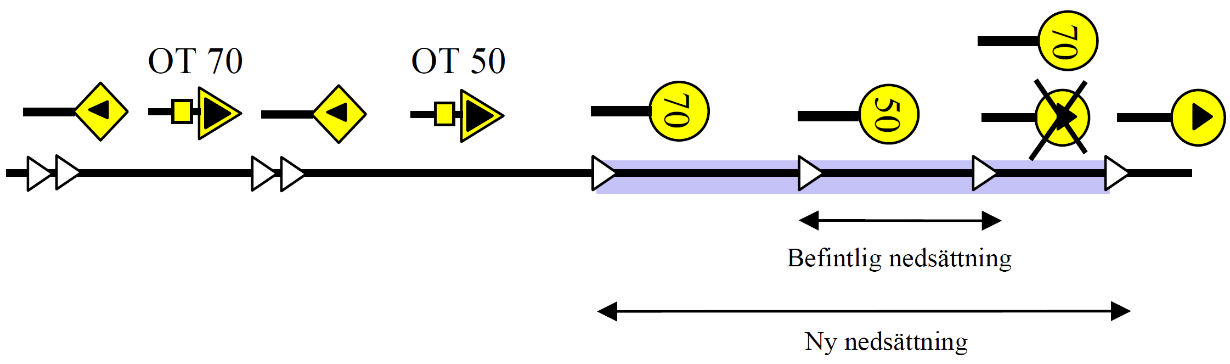 OT 70
OT 50
70
50
70
Befintlig nedsättning
Ny nedsättning